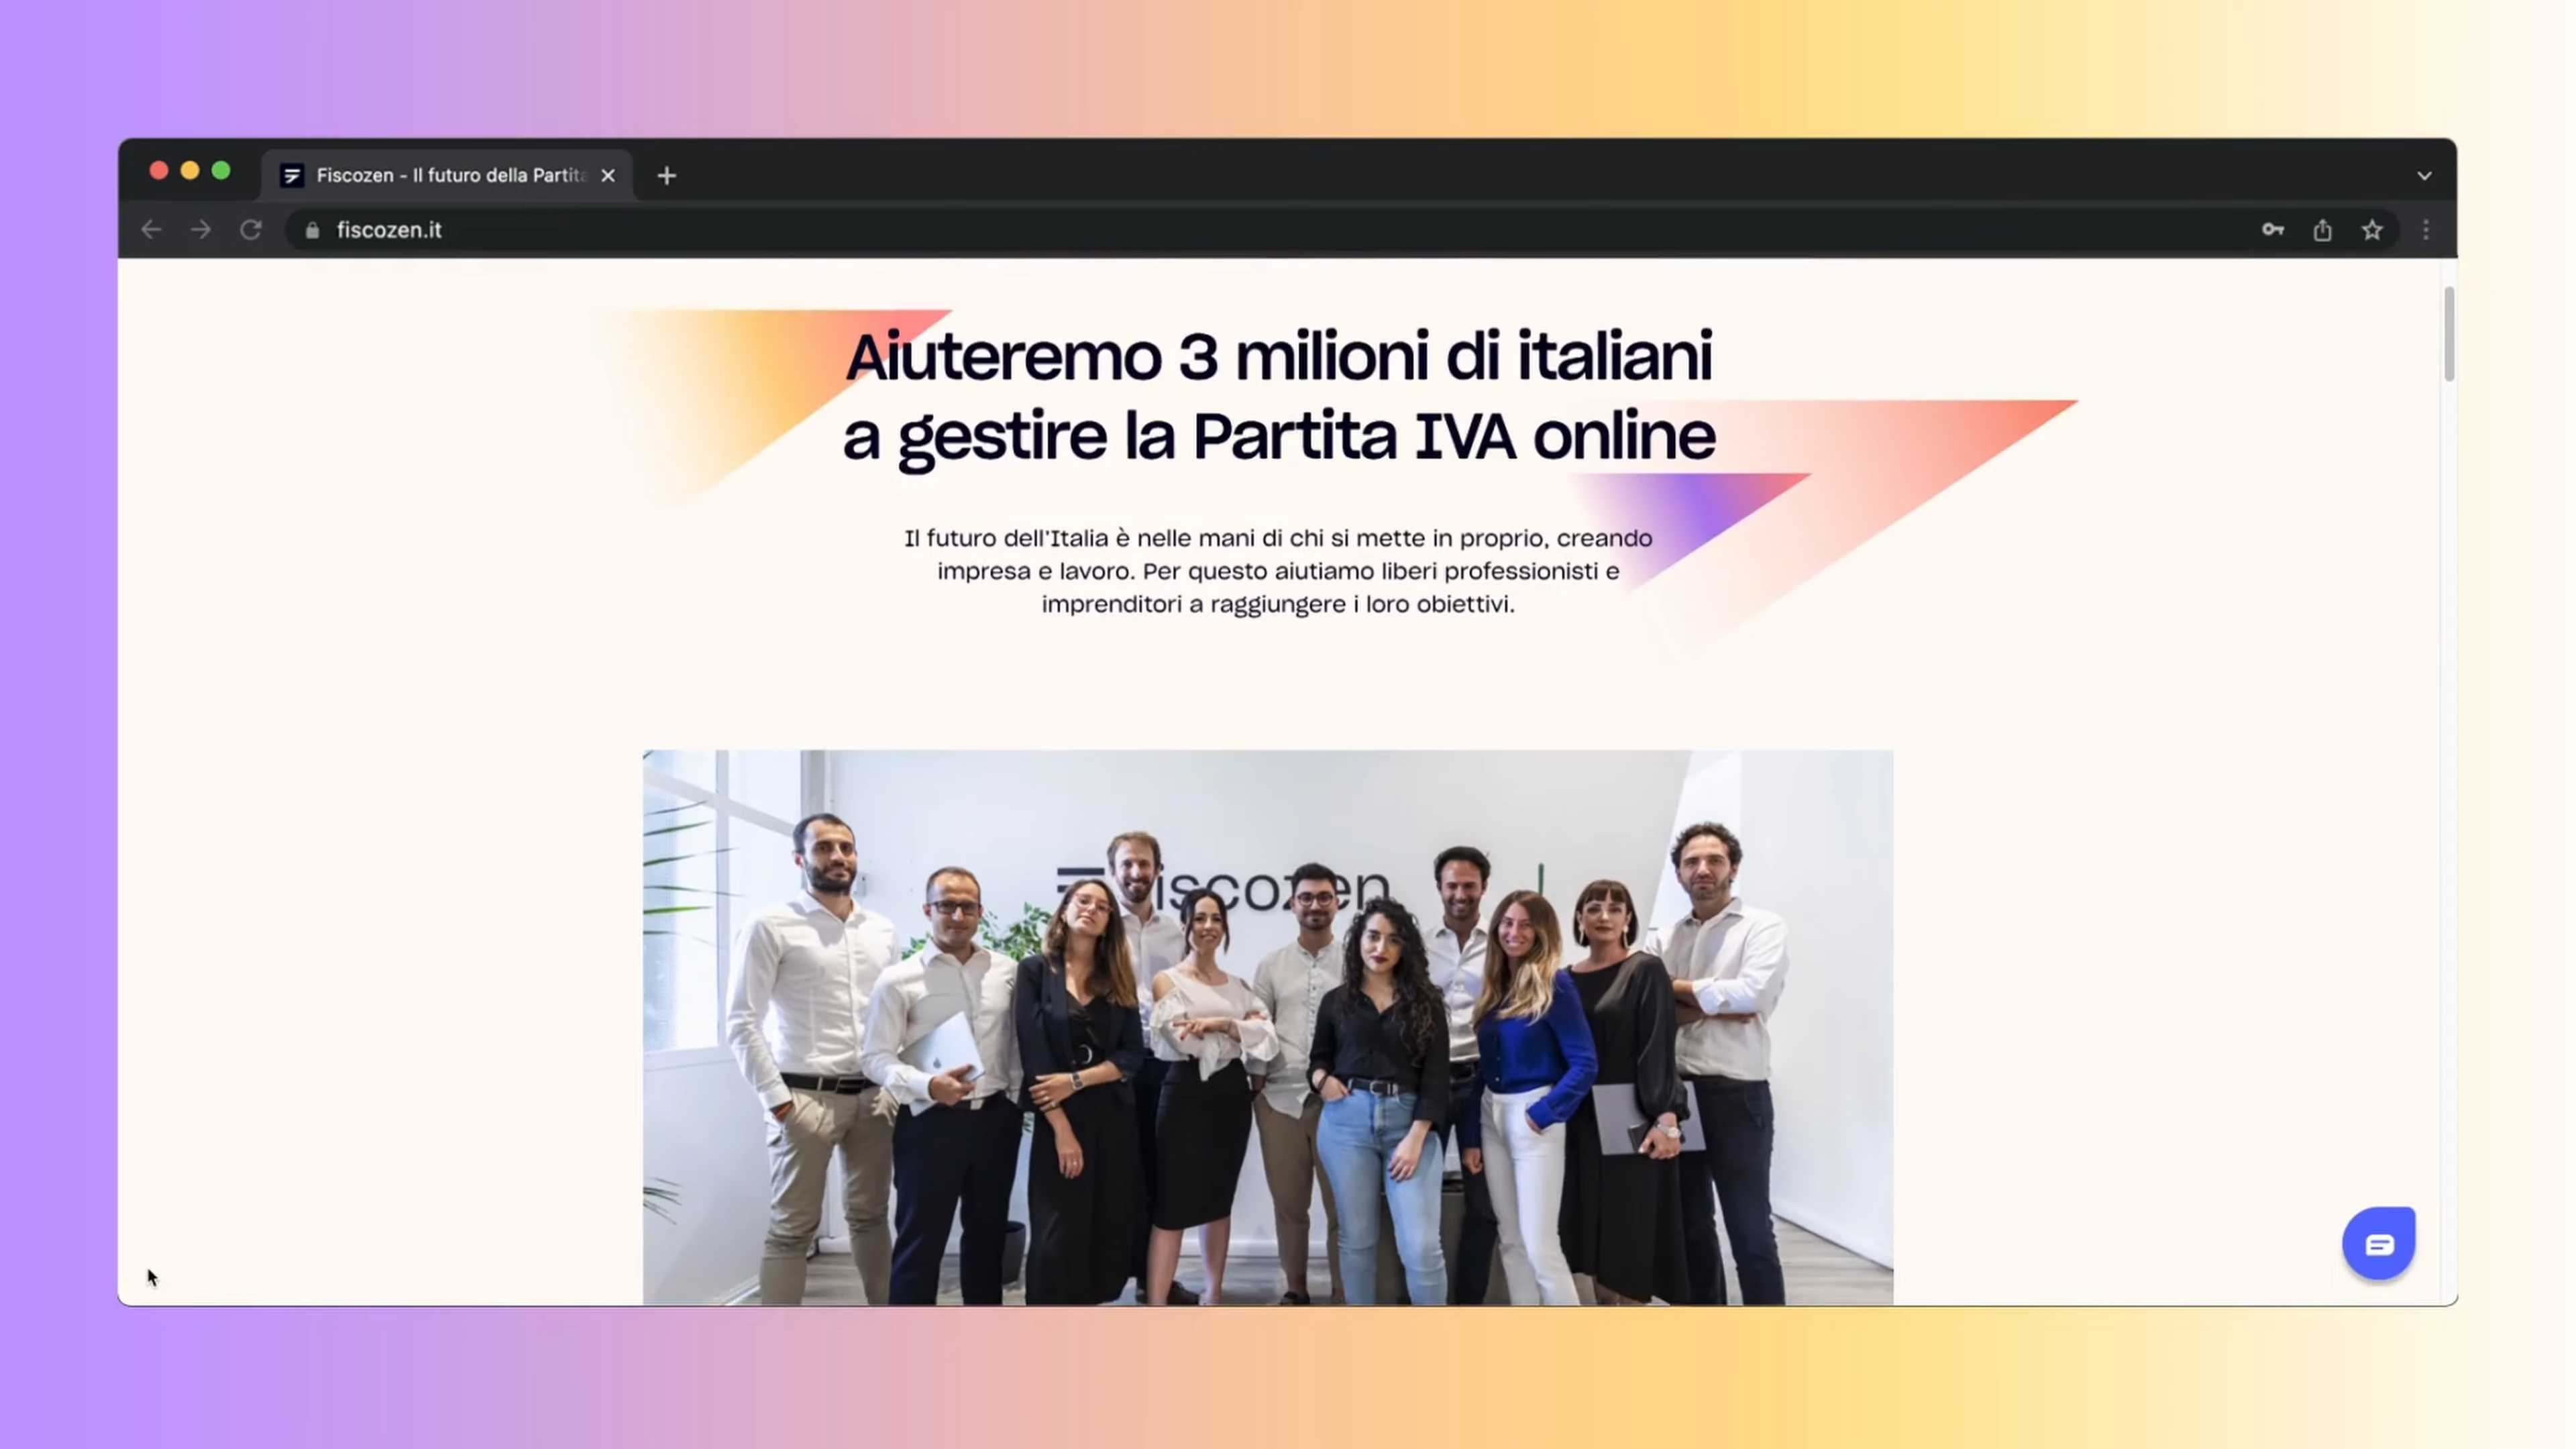 Fiscozen - Il futuro della Partita
fiscozen.it
Aiuteremo 3 milioni di italiani
a gestire la Partita IVA online
Il futuro dell'Italia è nelle mani di chi si mette in proprio, creando
impresa e lavoro. Per questo aiutiamo liberi professionisti e
imprenditori a raggiungere i loro obiettivi.
fiscozen